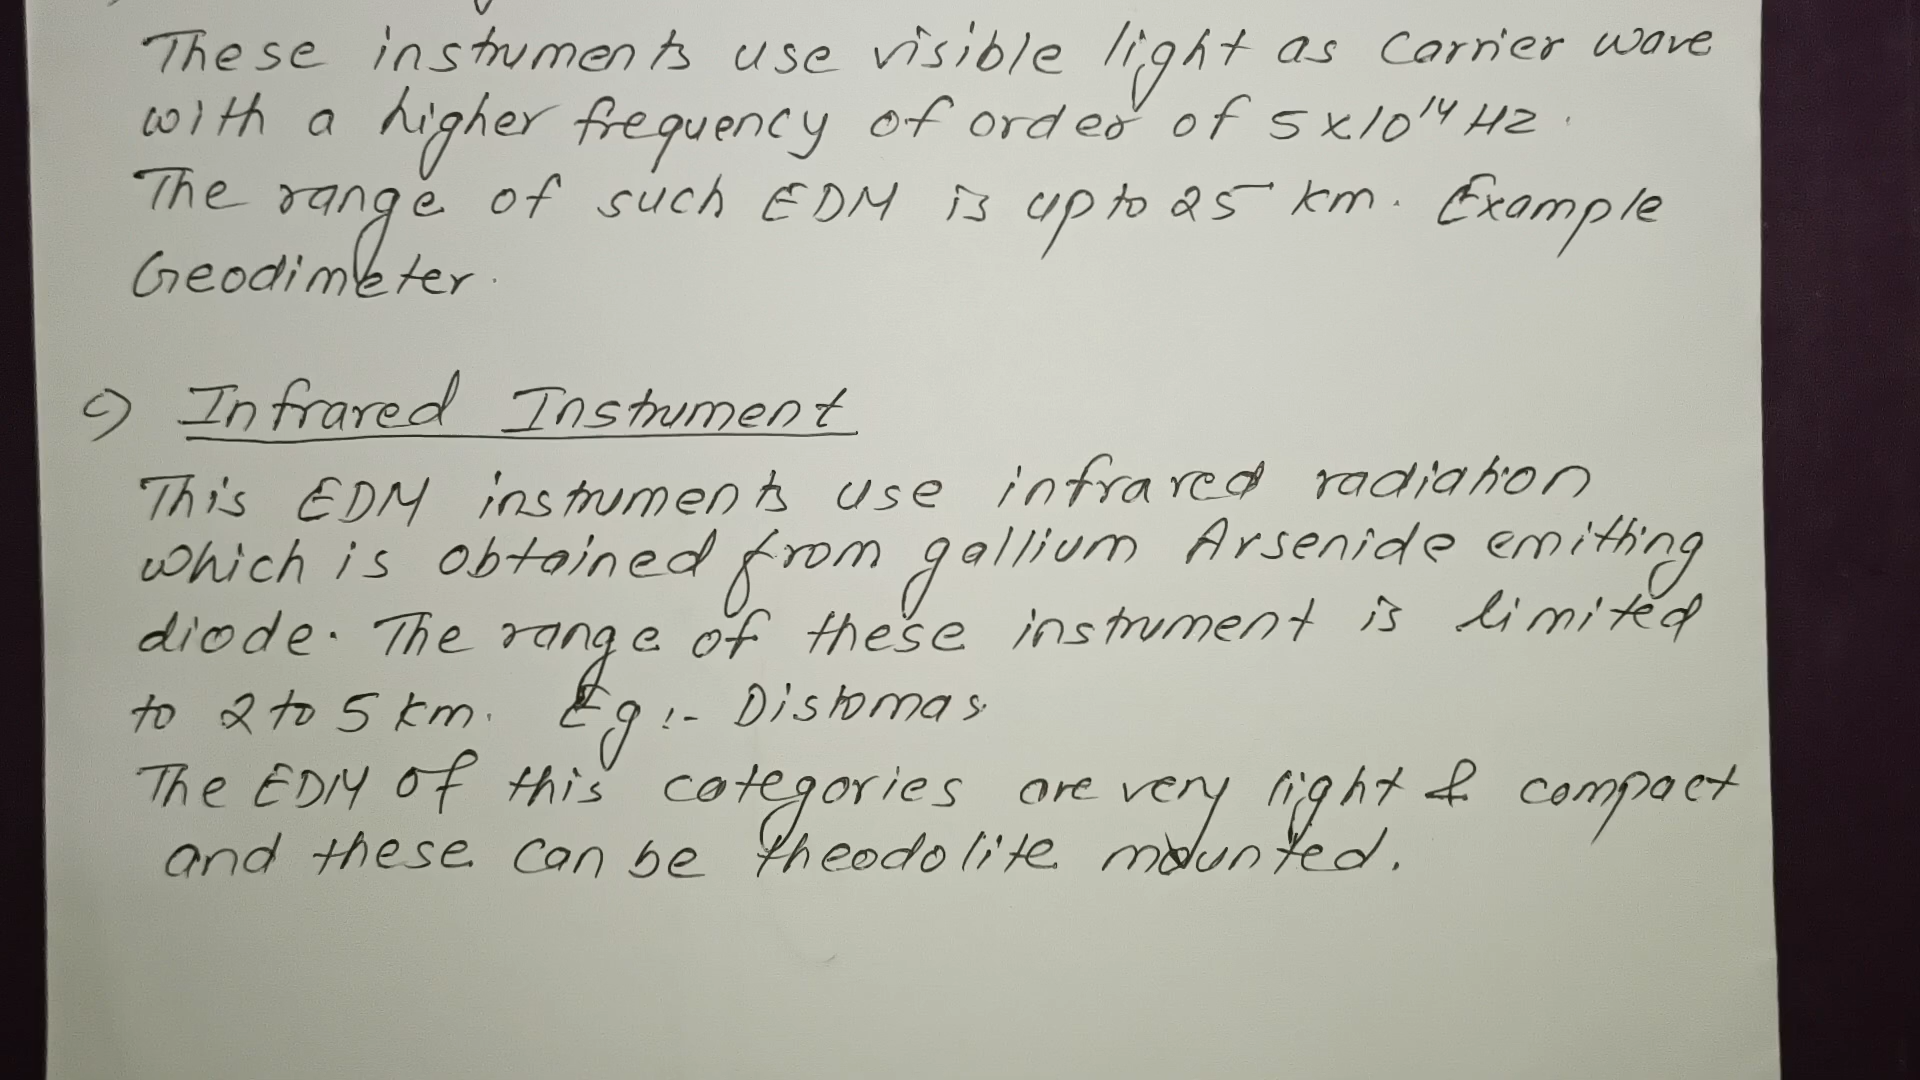 These instruments use visible light as Carrier wave
with a higher frequency of order of 5x10¹⁴ Hz.
The range of such EDM is upto 25 km. Example
Geodimeter.
c) Infrared Instrument
This EDM instruments use infrared radiation
which is obtained from gallium Arsenide emitting
diode. The range of these instrument is limited
to 2 to 5 km. Eg :- Distomas
The EDM of this categories are very light & compact
and these can be theodolite mounted.